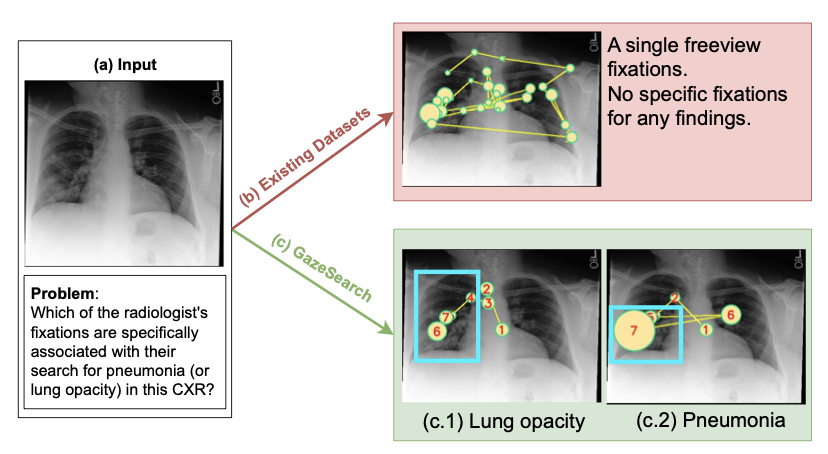 (a) Input
Problem:
Which of the radiologist's
fixations are specifically
associated with their
search for pneumonia (or
lung opacity) in this CXR?
(b) Existing Datasets
(c) GazeSearch
A single freeview
fixations.
No specific fixations
for any findings.
4
2
3
7
6
1
2
6
7
1
(c.1) Lung opacity
(c.2) Pneumonia